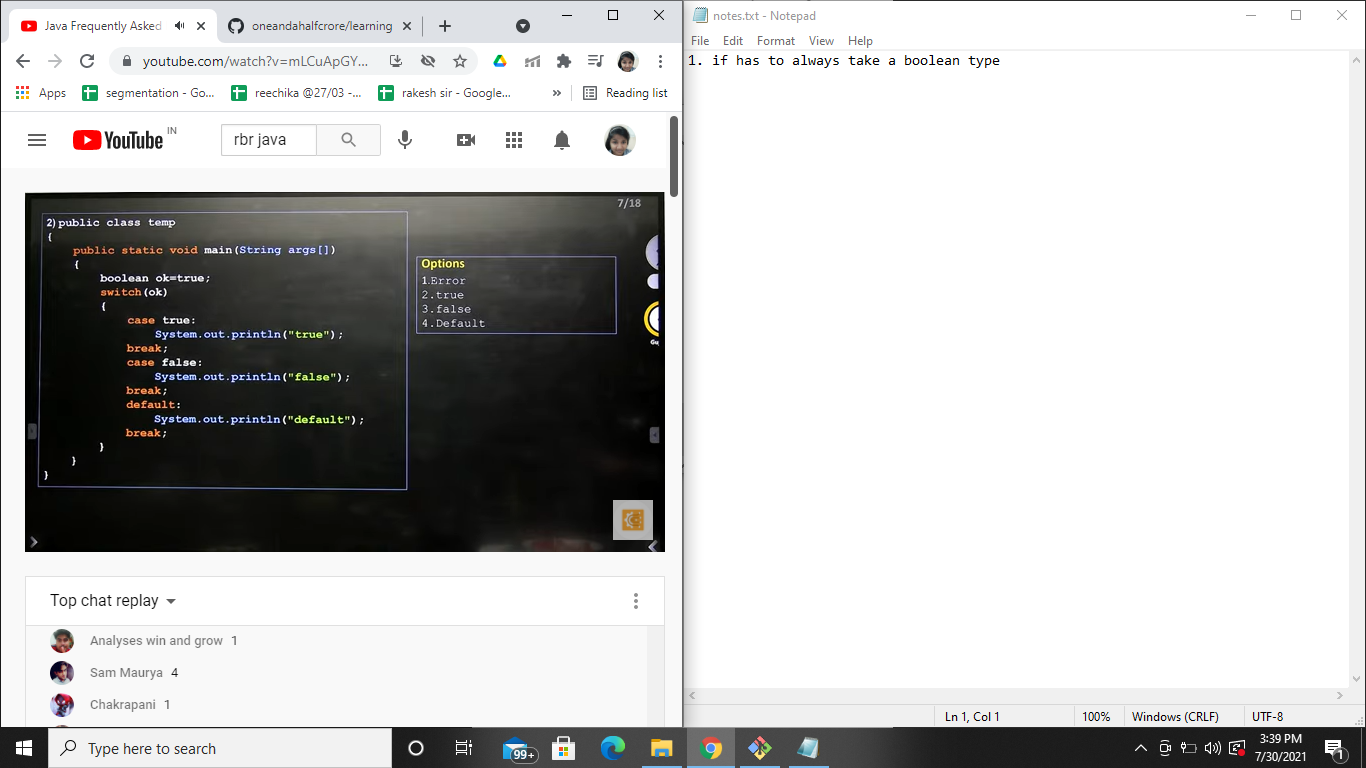 Java Frequently Asked
oneandahalfcrore/learning
youtube.com/watch?v=mLCuApGY...
Apps
segmentation - Go...
reechika @27/03 -...
rakesh sir - Google...
»
Reading list
YouTube IN
rbr java
7/18
2)public class temp
{
public static void main(String args[])
{
boolean ok=true;
switch(ok)
{
case true:
System.out.println("true");
break;
case false:
System.out.println("false");
break;
default:
System.out.println("default");
break;
}
}
}
Options
1.Error
2.true
3.false
4.Default
Top chat replay
Analyses win and grow 1
Sam Maurya 4
Chakrapani 1
notes.txt - Notepad
File Edit Format View Help
1. if has to always take a boolean type
Ln 1, Col 1
100%
Windows (CRLF)
UTF-8
Type here to search
99+
3:39 PM
7/30/2021
1